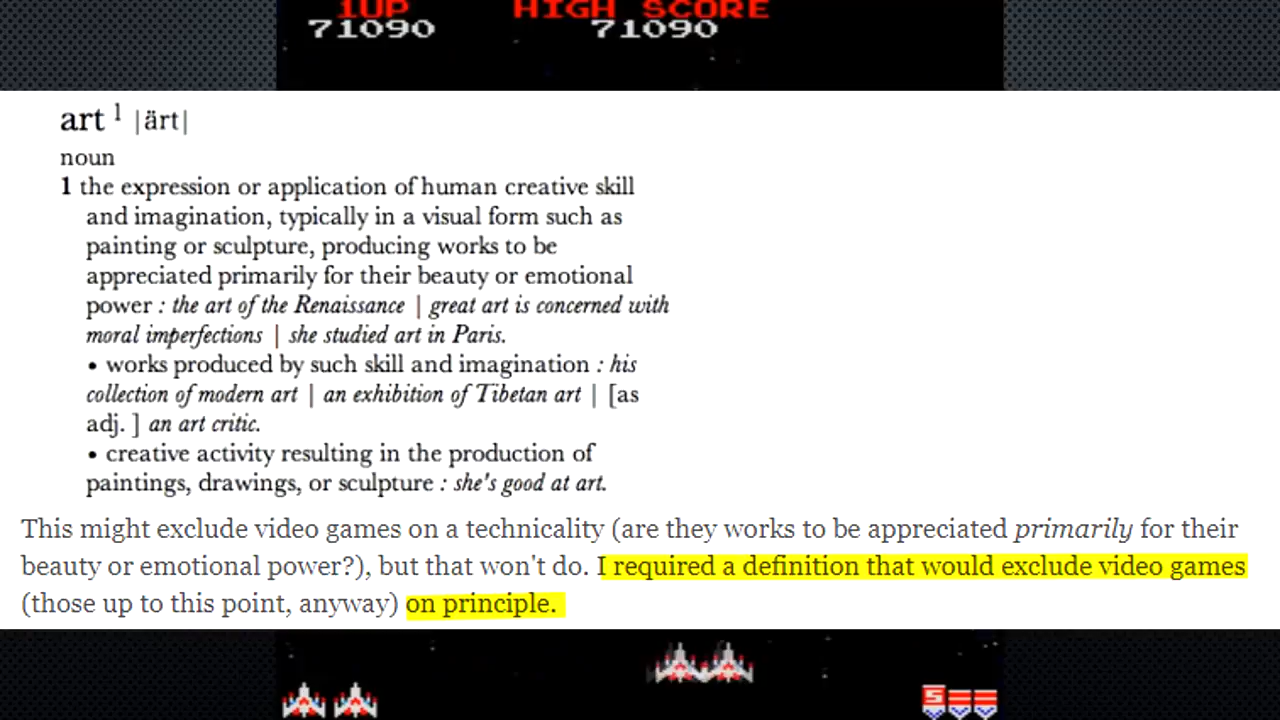 1UP HIGH SCORE
71090 71090
art 1 |ärt|
noun
1 the expression or application of human creative skill
and imagination, typically in a visual form such as
painting or sculpture, producing works to be
appreciated primarily for their beauty or emotional
power : the art of the Renaissance | great art is concerned with
moral imperfections | she studied art in Paris.
• works produced by such skill and imagination : his
collection of modern art | an exhibition of Tibetan art | [as
adj. ] an art critic.
• creative activity resulting in the production of
paintings, drawings, or sculpture : she's good at art.
This might exclude video games on a technicality (are they works to be appreciated primarily for their
beauty or emotional power?), but that won't do. I required a definition that would exclude video games
(those up to this point, anyway) on principle.
5